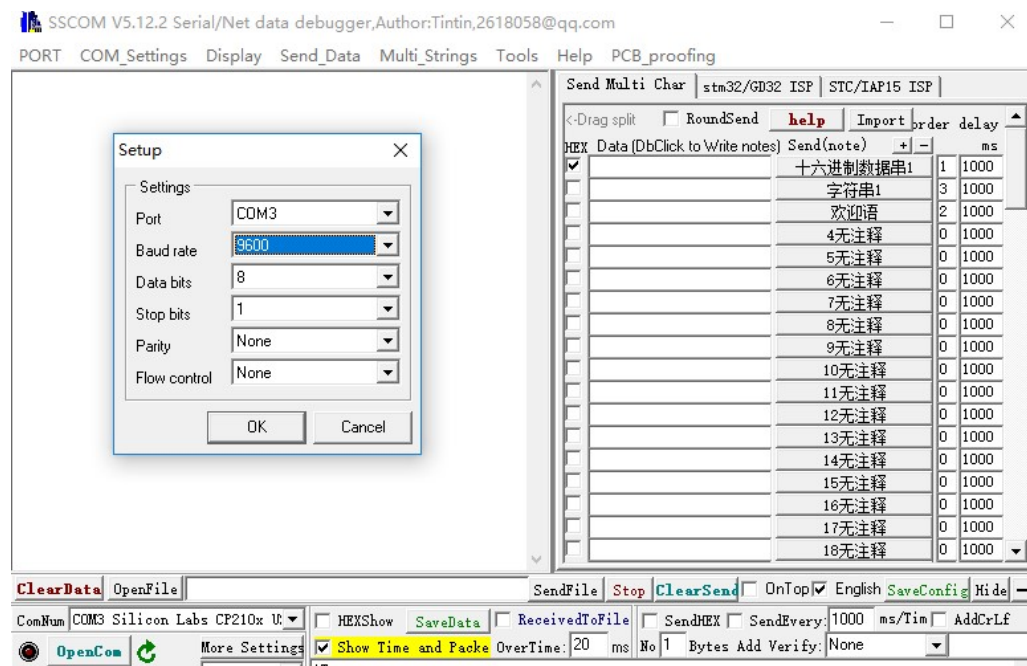 SSCOM V5.12.2 Serial/Net data debugger,Author:Tintin,2618058@qq.com
PORT COM_Settings Display Send_Data Multi_Strings Tools Help PCB_proofing
Send Multi Char stm32/GD32 ISP STC/IAP15 ISP
<-Drag split RoundSend help Import order delay
HEX Data (DbClick to Write notes) Send(note) + - ms
十六进制数据串1 1 1000
字符串1 3 1000
欢迎语 2 1000
4无注释 0 1000
5无注释 0 1000
6无注释 0 1000
7无注释 0 1000
8无注释 0 1000
9无注释 0 1000
10无注释 0 1000
11无注释 0 1000
12无注释 0 1000
13无注释 0 1000
14无注释 0 1000
15无注释 0 1000
16无注释 0 1000
17无注释 0 1000
18无注释 0 1000
Setup
Settings
Port COM3
Baud rate 9600
Data bits 8
Stop bits 1
Parity None
Flow control None
OK Cancel
ClearData OpenFile SendFile Stop ClearSend OnTop English SaveConfig Hide
ComNum COM3 Silicon Labs CP210x HEXShow SaveData ReceivedToFile SendHEX SendEvery: 1000 ms/Tim AddCrLf
OpenCom More Settings Show Time and Packe OverTime: 20 ms No 1 Bytes Add Verify: None